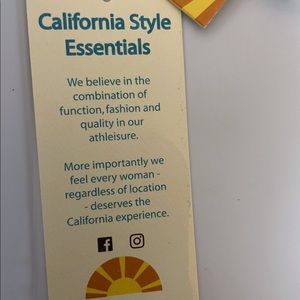 California Style
Essentials
We believe in the
combination of
function, fashion and
quality in our
athleisure.
More importantly we
feel every woman -
regardless of location
- deserves the
California experience.